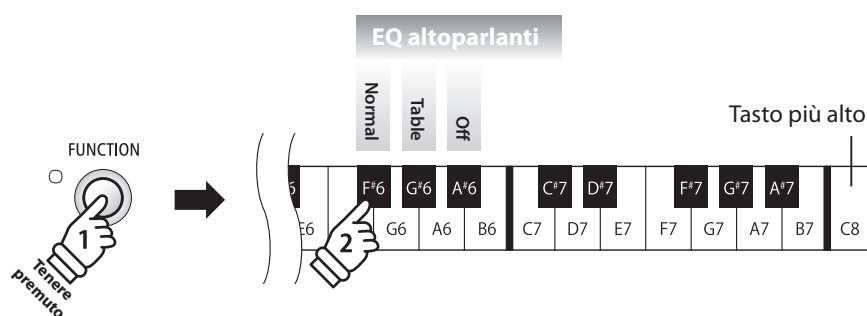 EQ altoparlanti
Normal
Table
Off
Tasto più alto
FUNCTION
1
Tenere
premuto
2
6 F#6 G#6 A#6 C#7 D#7 F#7 G#7 A#7
E6 G6 A6 B6 C7 D7 E7 F7 G7 A7 B7 C8